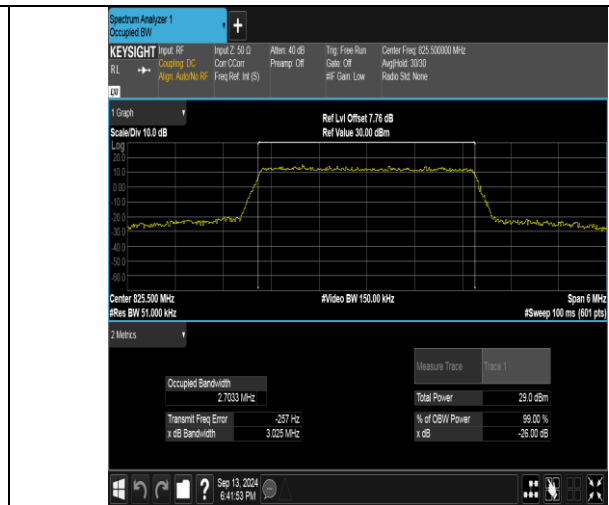 Spectrum Analyzer 1
Occupied BW
KEYSIGHT Input: RF Input Z: 50 Ω Atten: 40 dB Trig: Free Run Center Freq: 825.500000 MHz
RL Coupling: DC Corr CCorr Preamp: Off Gate: Off Avg|Hold: 30/30
Align: Auto/No RF Freq Ref: Int (S) #IF Gain: Low Radio Std: None
LXI
1 Graph
Ref Lvl Offset 7.76 dB
Scale/Div 10.0 dB Ref Value 30.00 dBm
Log
20.0
10.0
0.00
-10.0
-20.0
-30.0
-40.0
-50.0
-60.0
Center 825.500 MHz #Video BW 150.00 kHz Span 6 MHz
#Res BW 51.000 kHz #Sweep 100 ms (601 pts)
2 Metrics
Measure Trace Trace 1
Occupied Bandwidth
2.7033 MHz Total Power 29.0 dBm
Transmit Freq Error -257 Hz % of OBW Power 99.00 %
x dB Bandwidth 3.025 MHz x dB -26.00 dB
? Sep 13, 2024
6:41:53 PM